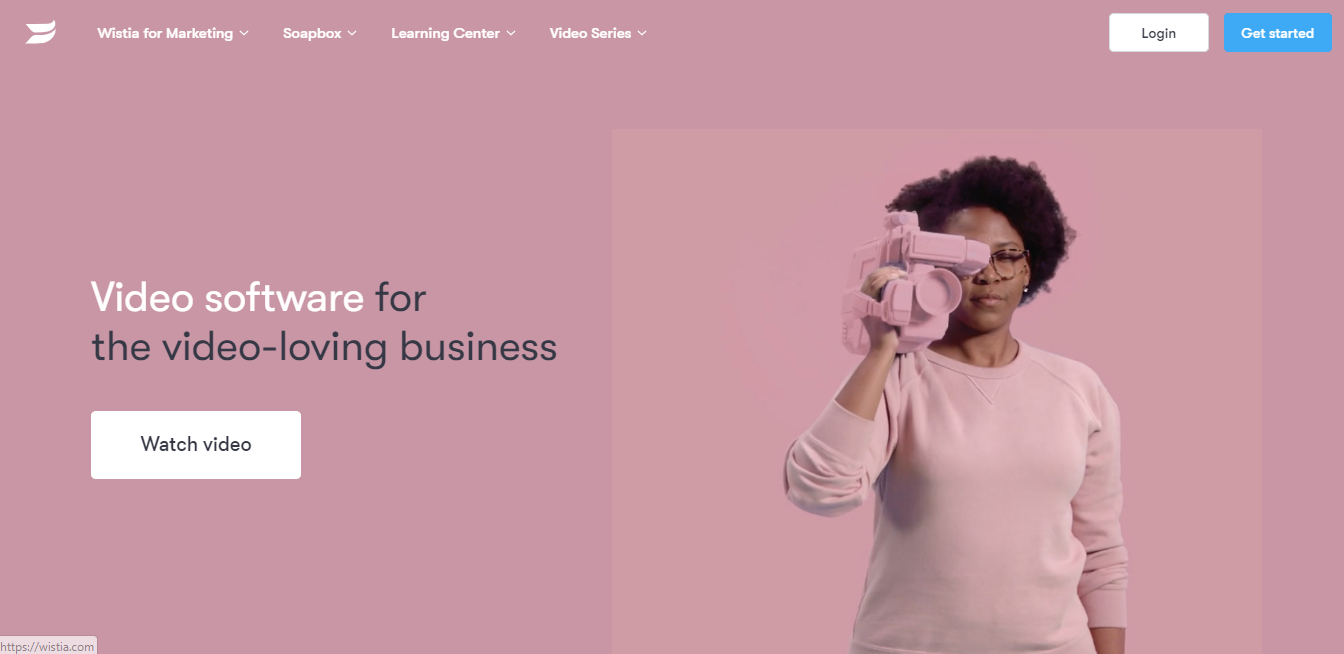 Wistia for Marketing
Soapbox
Learning Center
Video Series
Login
Get started
Video software for
the video-loving business
Watch video
https://wistia.com